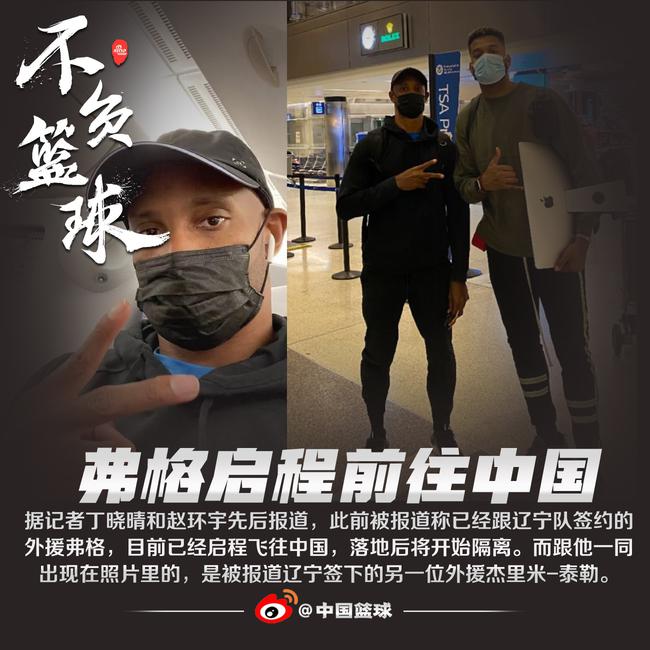 不负
篮球
ROLEX
TSA Pr
弗格启程前往中国
据记者丁晓晴和赵环宇先后报道，此前被报道称已经跟辽宁队签约的
外援弗格，目前已经启程飞往中国，落地后将开始隔离。而跟他一同
出现在照片里的，是被报道辽宁签下的另一位外援杰里米-泰勒。
@中国篮球